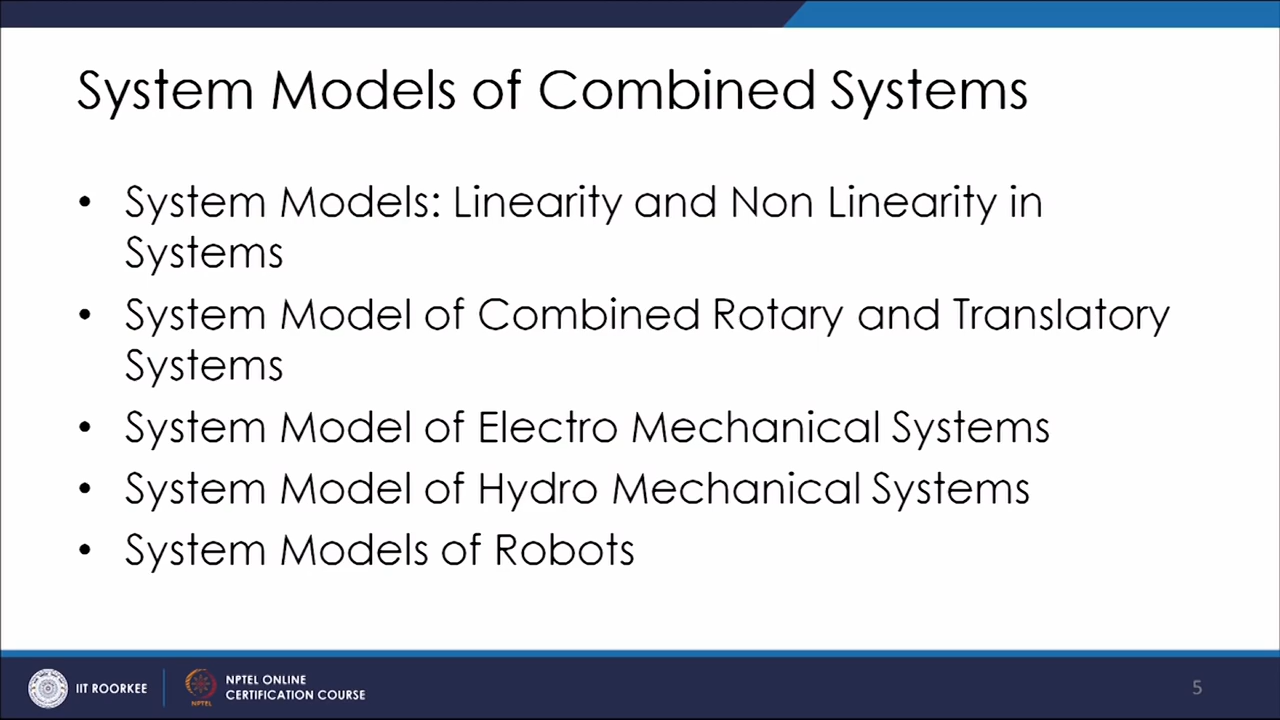 System Models of Combined Systems
• System Models: Linearity and Non Linearity in
Systems
• System Model of Combined Rotary and Translatory
Systems
• System Model of Electro Mechanical Systems
• System Model of Hydro Mechanical Systems
• System Models of Robots
IIT ROORKEE
NPTEL
NPTEL ONLINE
CERTIFICATION COURSE
5